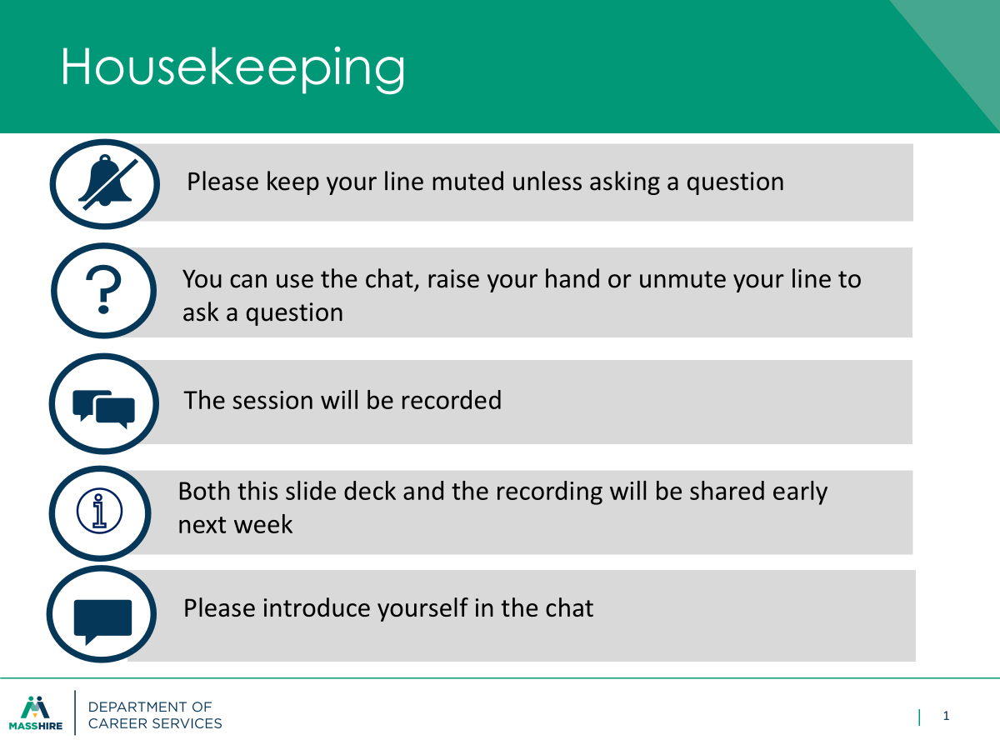 Housekeeping
Please keep your line muted unless asking a question
You can use the chat, raise your hand or unmute your line to
ask a question
The session will be recorded
Both this slide deck and the recording will be shared early
next week
Please introduce yourself in the chat
MASSHIRE
DEPARTMENT OF
CAREER SERVICES
1